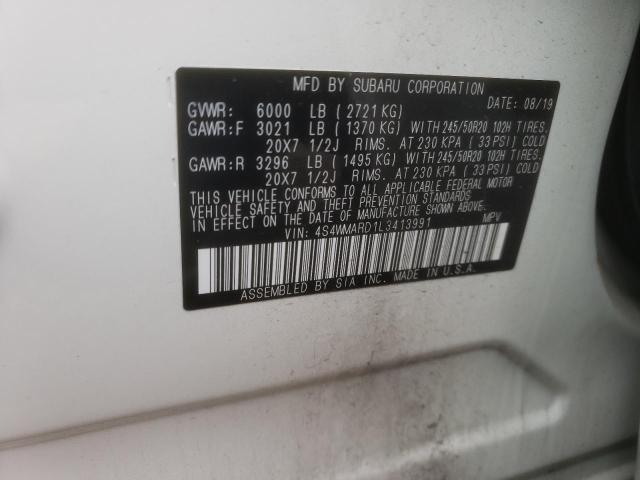 MFD BY SUBARU CORPORATION
DATE: 08/19
GVWR: 6000 LB (2721 KG)
GAWR:F 3021 LB (1370 KG) WITH 245/50R20 102H TIRES.
20X7 1/2J RIMS. AT 230 KPA (33 PSI) COLD
GAWR:R 3296 LB (1495 KG) WITH 245/50R20 102H TIRES.
20X7 1/2J RIMS. AT 230 KPA (33 PSI) COLD
THIS VEHICLE CONFORMS TO ALL APPLICABLE FEDERAL MOTOR
VEHICLE SAFETY AND THEFT PREVENTION STANDARDS
IN EFFECT ON THE DATE OF MANUFACTURE SHOWN ABOVE.
VIN: 4S4WMARD1L3413991 MPV
ASSEMBLED BY SIA INC. MADE IN U.S.A.